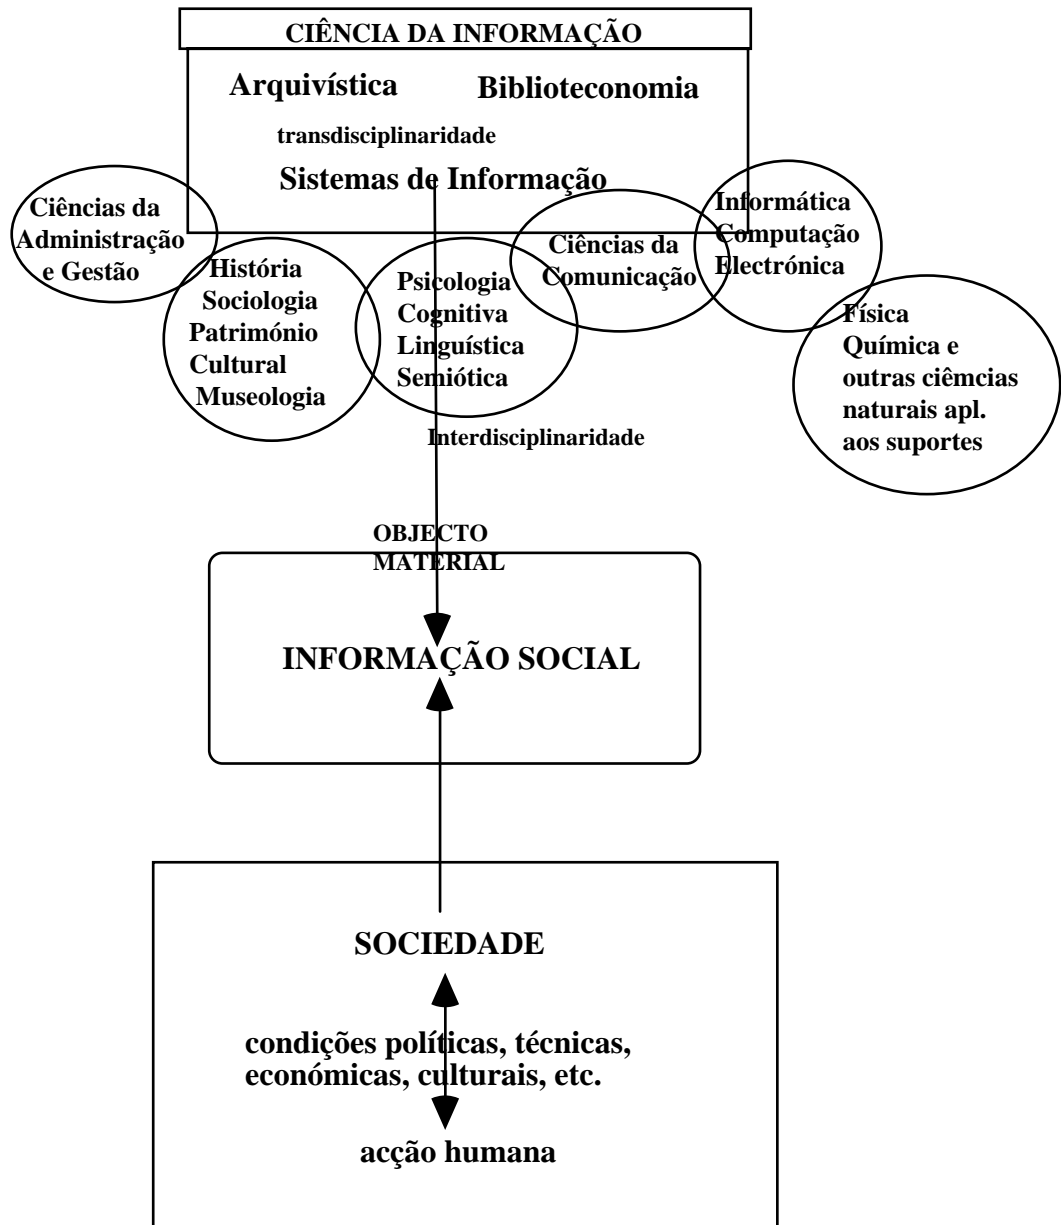 CIÊNCIA DA INFORMAÇÃO
Arquivística
Biblioteconomia
transdisciplinaridade
Sistemas de Informação
Ciências da
Administração
e Gestão
História
Sociologia
Património
Cultural
Museologia
Psicologia
Cognitiva
Linguística
Semiótica
Ciências da
Comunicação
Informática
Computação
Electrónica
Física
Química e
outras ciêmcias
naturais apl.
aos suportes
Interdisciplinaridade
OBJECTO
MATERIAL
INFORMAÇÃO SOCIAL
SOCIEDADE
condições políticas, técnicas,
económicas, culturais, etc.
acção humana